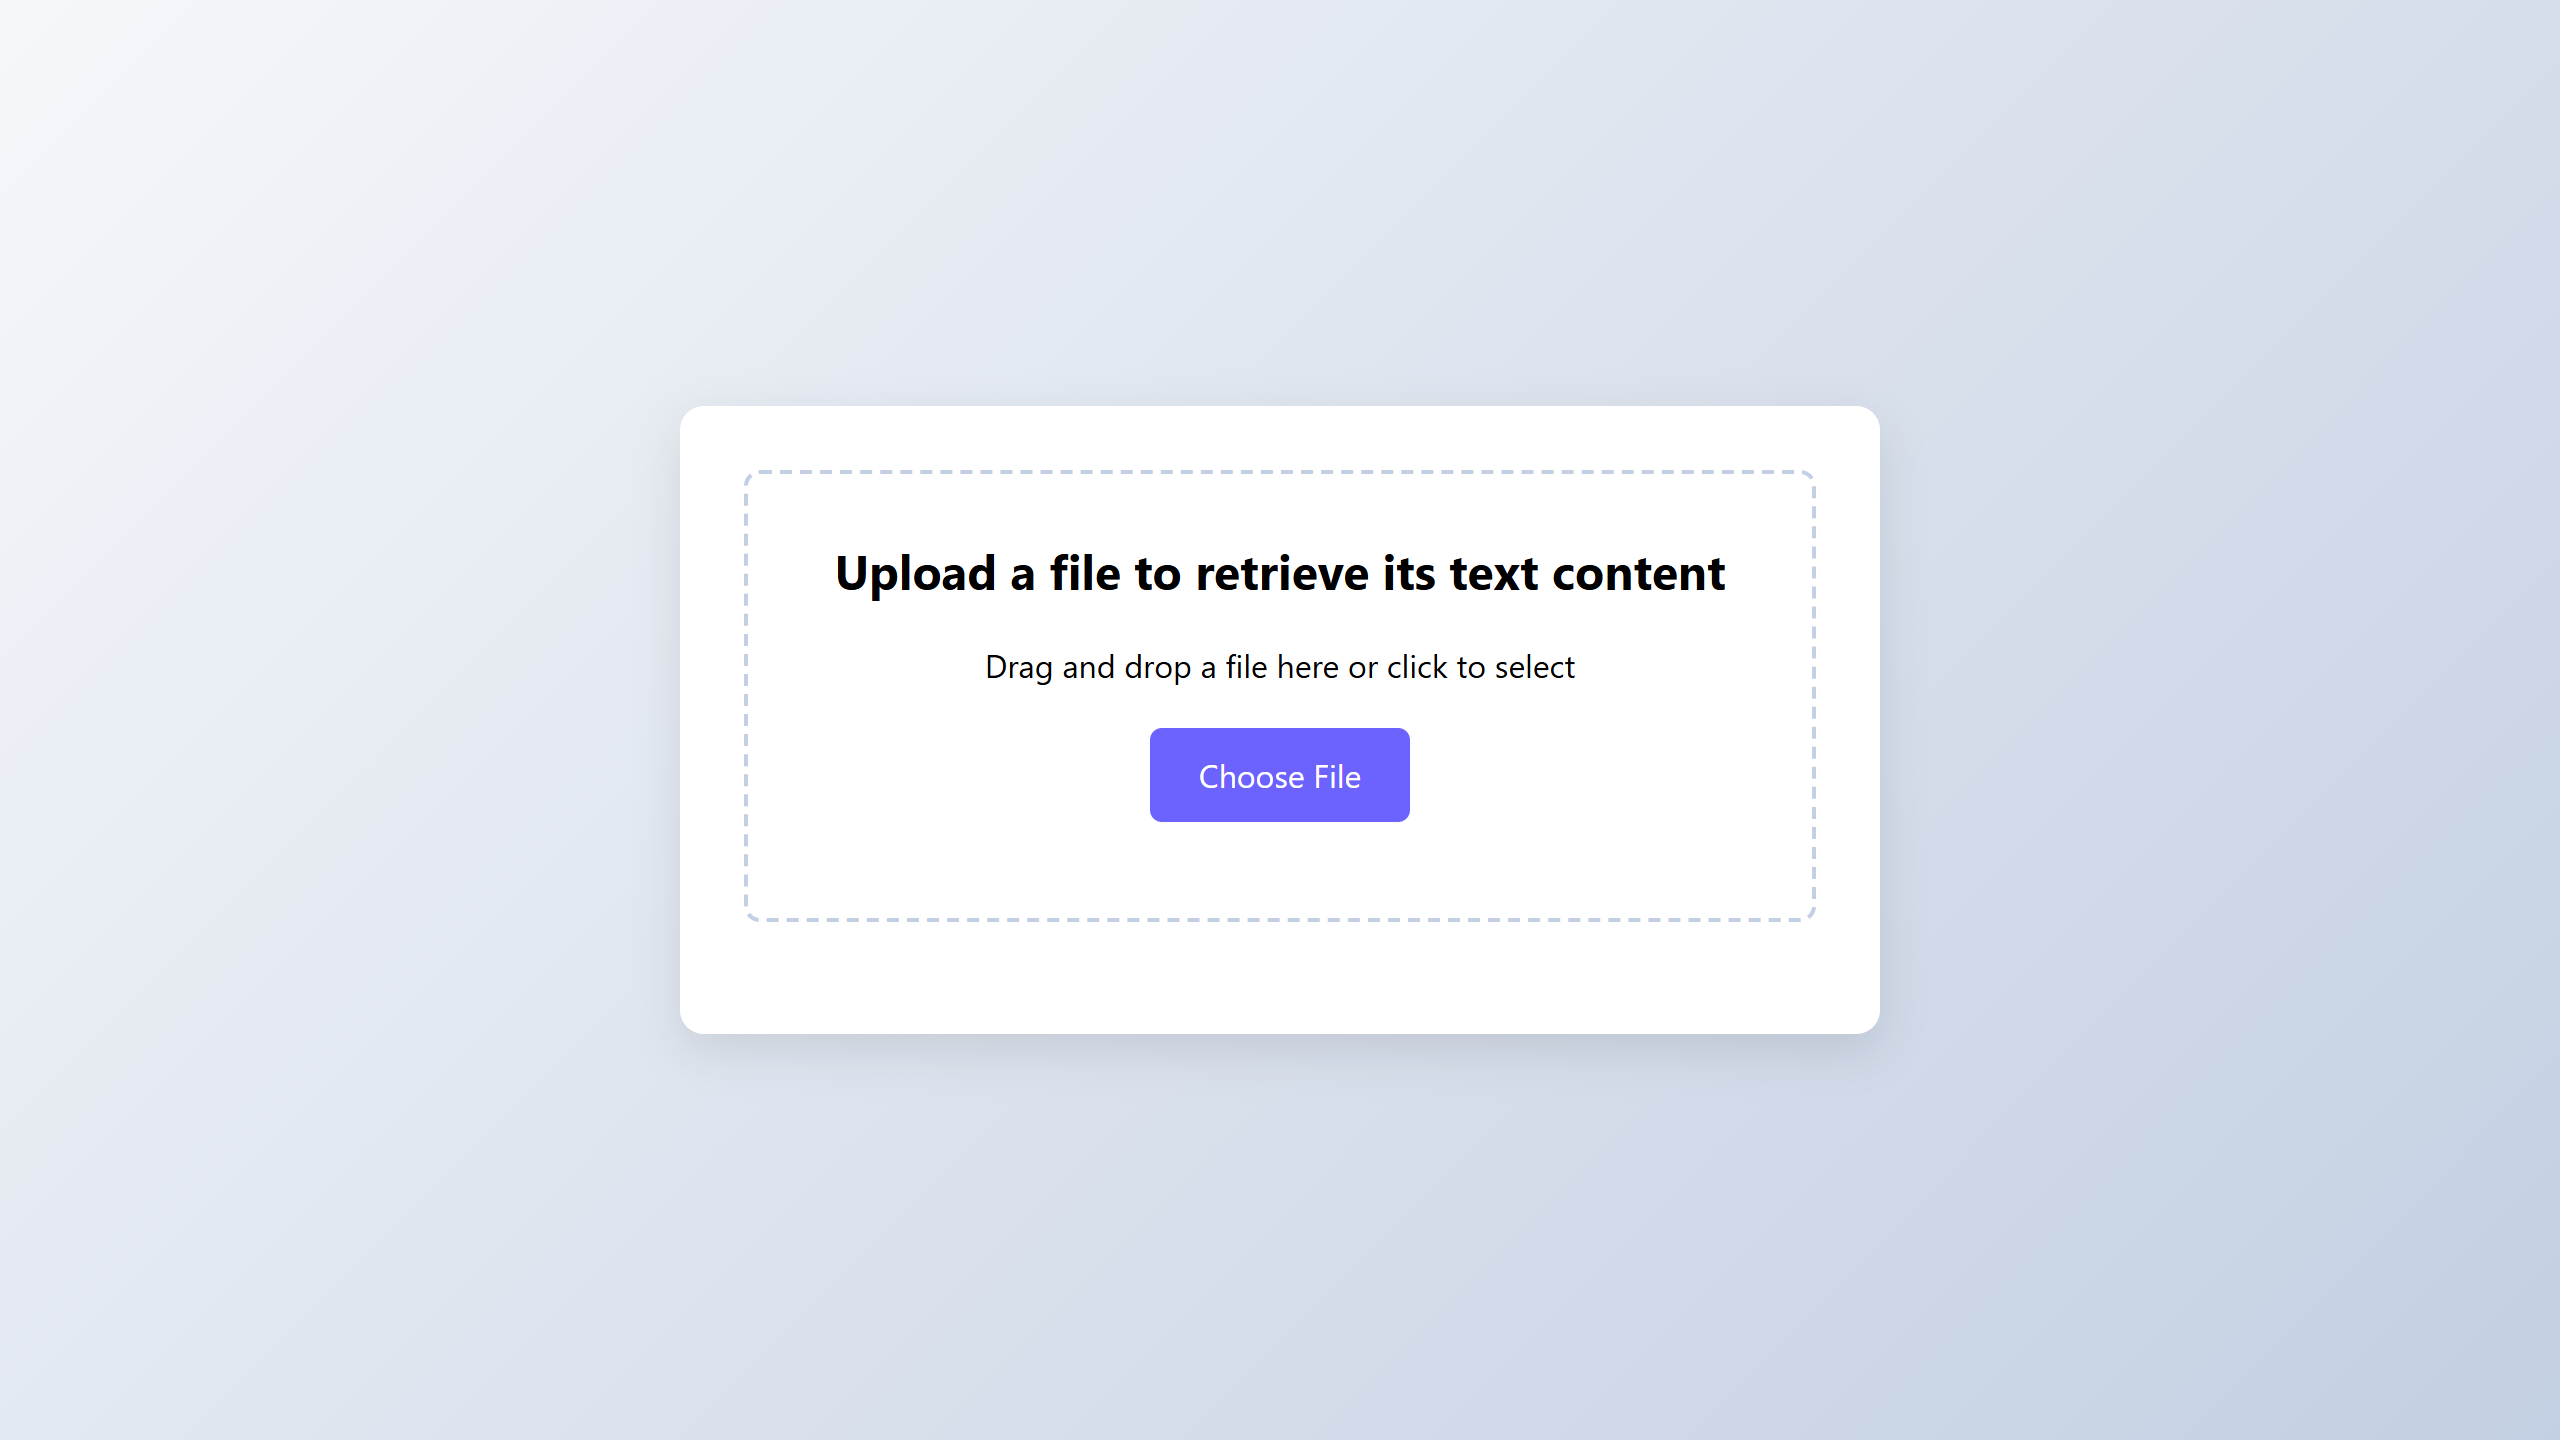 Upload a file to retrieve its text content
Drag and drop a file here or click to select
Choose File